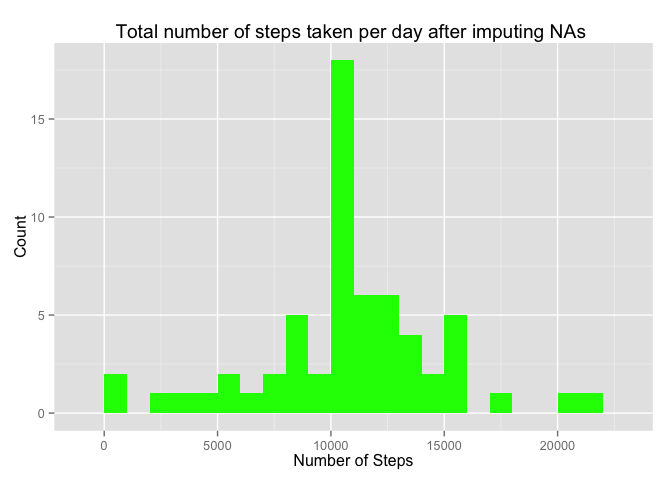 Total number of steps taken per day after imputing NAs
15
10
5
0
Count
0 5000 10000 15000 20000
Number of Steps